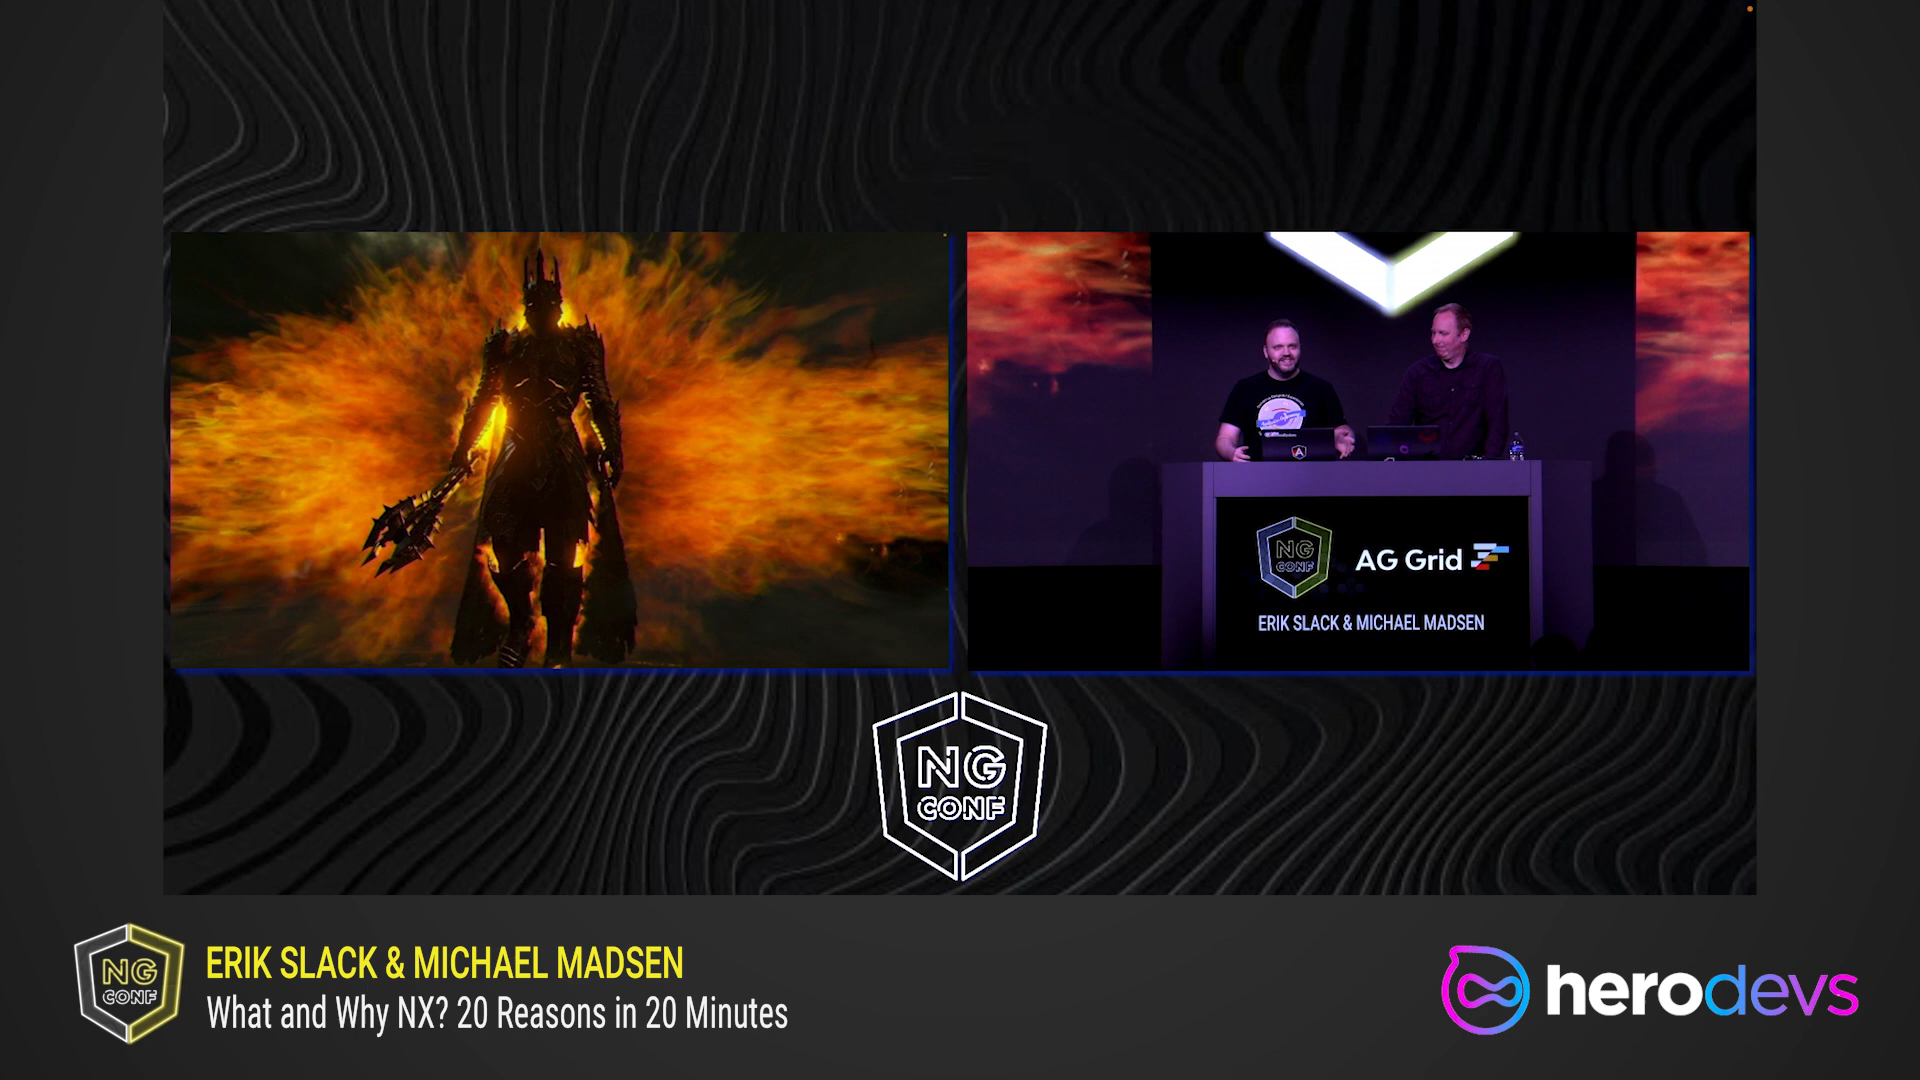 NG
CONF
AG Grid
ERIK SLACK & MICHAEL MADSEN
NG
CONF
NG
CONF
ERIK SLACK & MICHAEL MADSEN
What and Why NX? 20 Reasons in 20 Minutes
herodevs